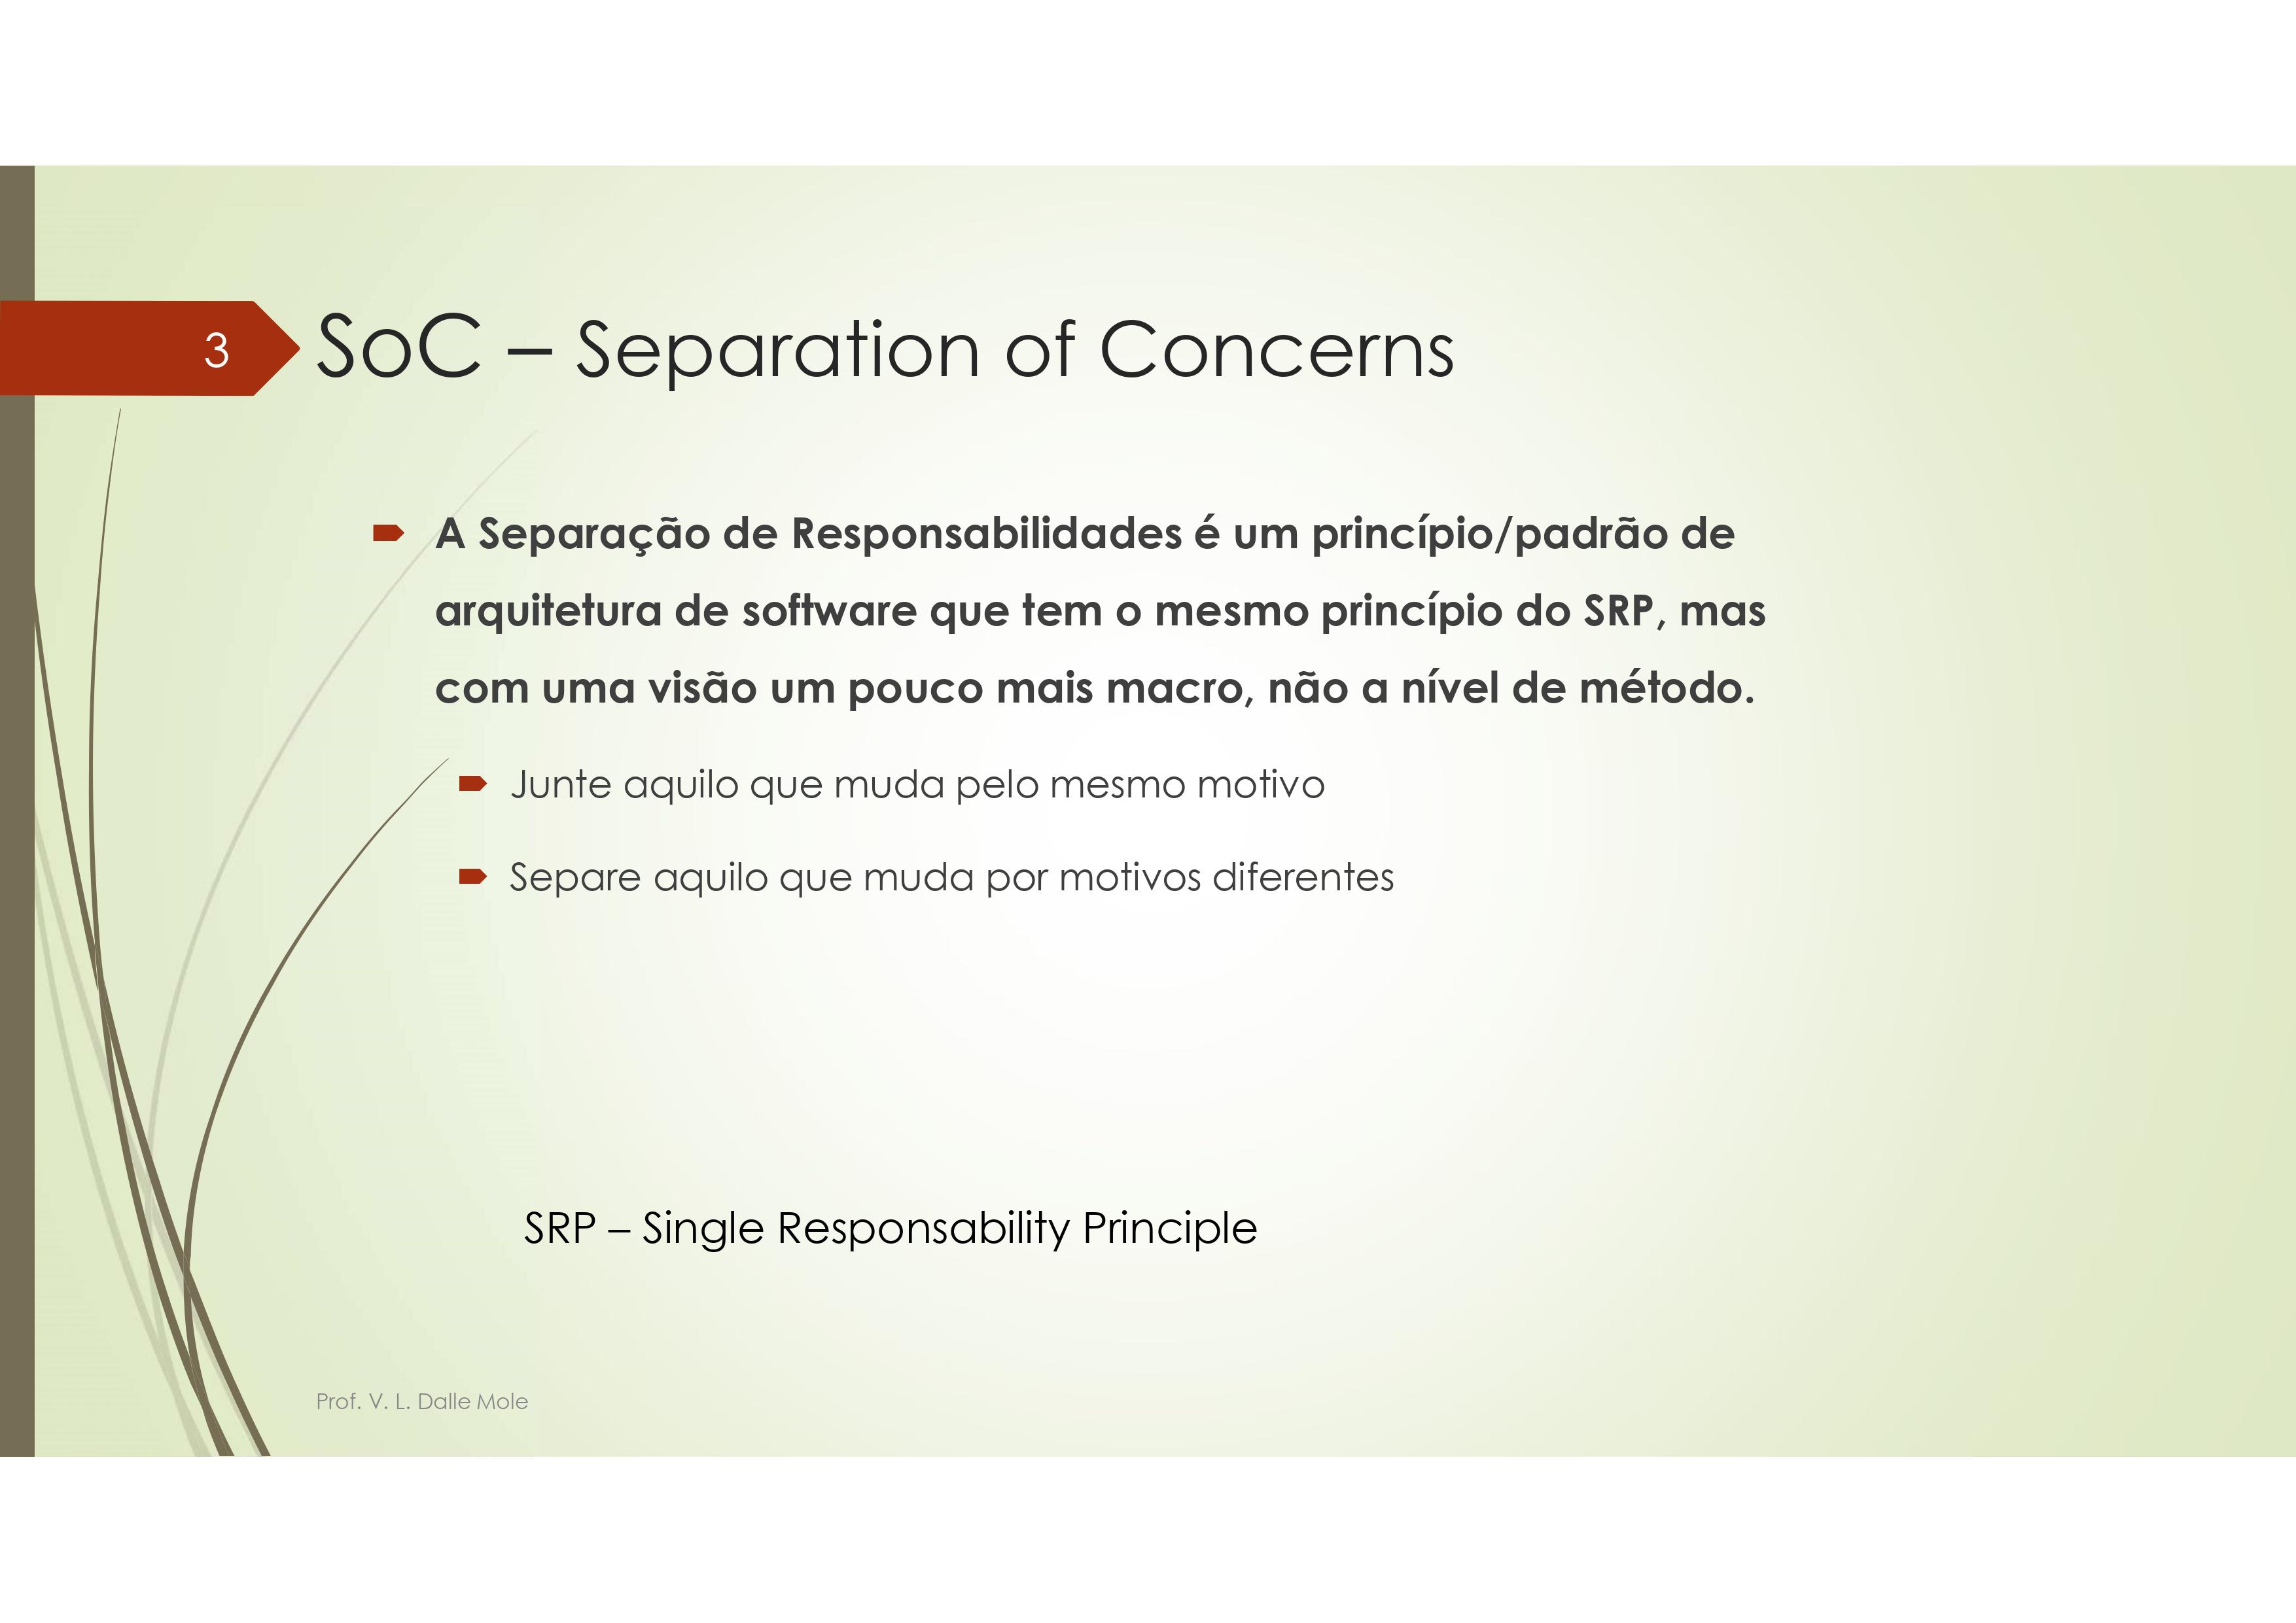 3
SoC – Separation of Concerns
A Separação de Responsabilidades é um princípio/padrão de
arquitetura de software que tem o mesmo princípio do SRP, mas
com uma visão um pouco mais macro, não a nível de método.
Junte aquilo que muda pelo mesmo motivo
Separe aquilo que muda por motivos diferentes
SRP – Single Responsability Principle
Prof. V. L. Dalle Mole